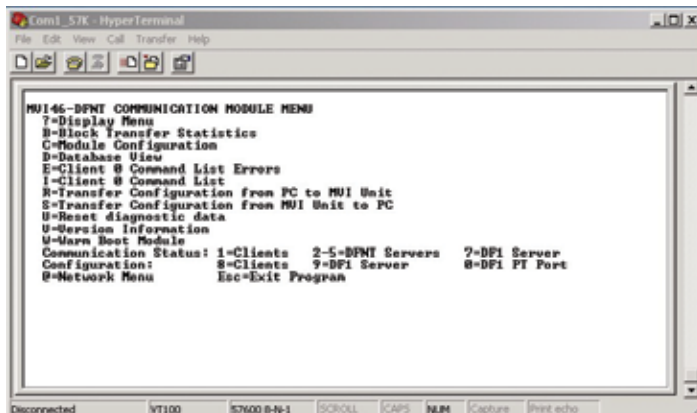 Com1_57K - HyperTerminal
File Edit View Call Transfer Help
MVI46-DFNT COMMUNICATION MODULE MENU
?=Display Menu
B=Block Transfer Statistics
C=Module Configuration
D=Database View
E=Client 0 Command List Errors
I=Client 0 Command List
R=Transfer Configuration from PC to MVI Unit
S=Transfer Configuration from MVI Unit to PC
U=Reset diagnostic data
V=Version Information
W=Warm Boot Module
Communication Status: 1=Clients 2-5=DFNT Servers 7=DF1 Server
Configuration: 8=Clients 9=DF1 Server 0=DF1 PT Port
@=Network Menu Esc=Exit Program
Disconnected VT100 57600 8-N-1 SCROLL CAPS NUM Capture Print echo